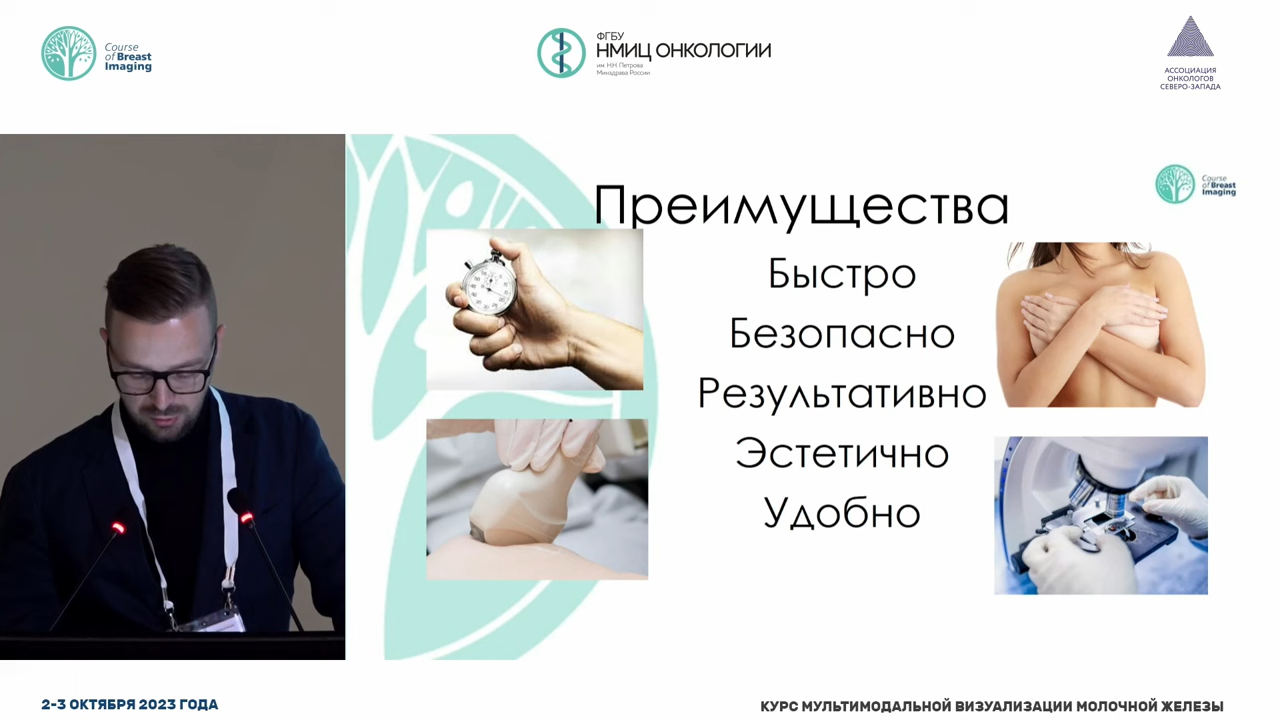 Course
of Breast
Imaging
ФГБУ
НМИЦ ОНКОЛОГИИ
им. Н.Н. Петрова
Минздрава России
АССОЦИАЦИЯ
ОНКОЛОГОВ
СЕВЕРО-ЗАПАДА
Course
of Breast
Imaging
Преимущества
Быстро
Безопасно
Результативно
Эстетично
Удобно
2-3 ОКТЯБРЯ 2023 ГОДА
КУРС МУЛЬТИМОДАЛЬНОЙ ВИЗУАЛИЗАЦИИ МОЛОЧНОЙ ЖЕЛЕЗЫ